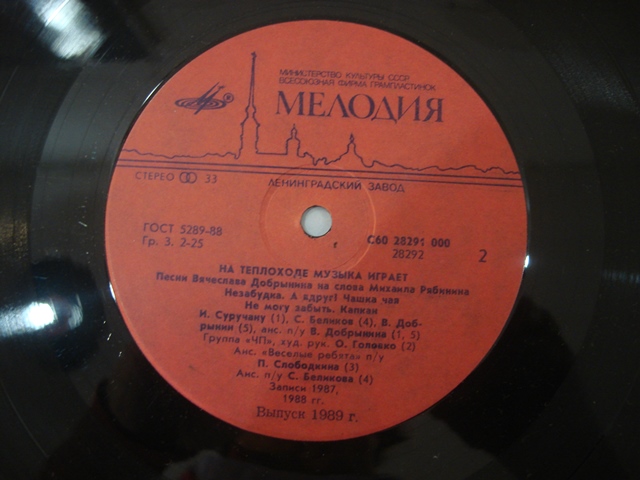 МИНИСТЕРСТВО КУЛЬТУРЫ СССР
ВСЕСОЮЗНАЯ ФИРМА ГРАМПЛАСТИНОК
МЕЛОДИЯ
СТЕРЕО 33
ЛЕНИНГРАДСКИЙ ЗАВОД
ГОСТ 5289-88
Гр. 3. 2-25
С60 28291 000
28292
2
НА ТЕПЛОХОДЕ МУЗЫКА ИГРАЕТ
Песни Вячеслава Добрынина на слова Михаила Рябинина
Незабудка. А вдруг! Чашка чая
Не могу забыть. Капкан
И. Суручану (1), С. Беликов (4), В. Доб-
рынин (5), анс. п/у В. Добрынина (1, 5)
Группа «ЧП», худ. рук. О. Головко (2)
Анс. «Веселые ребята» п/у
П. Слободкина (3)
Анс. п/у С. Беликова (4)
Записи 1987,
1988 гг.
Выпуск 1989 г.